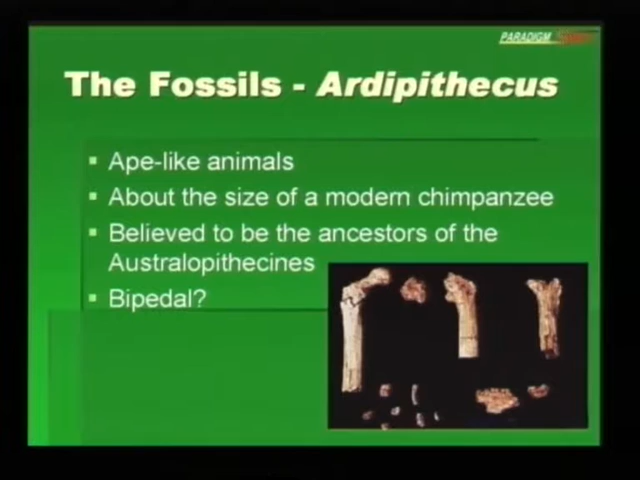 PARADIGM
The Fossils - Ardipithecus
▪ Ape-like animals
▪ About the size of a modern chimpanzee
▪ Believed to be the ancestors of the
Australopithecines
▪ Bipedal?